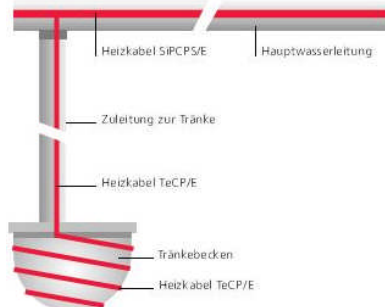 Heizkabel SiPCPS/E
Hauptwasserleitung
Zuleitung zur Tränke
Heizkabel TeCP/E
Tränkebecken
Heizkabel TeCP/E